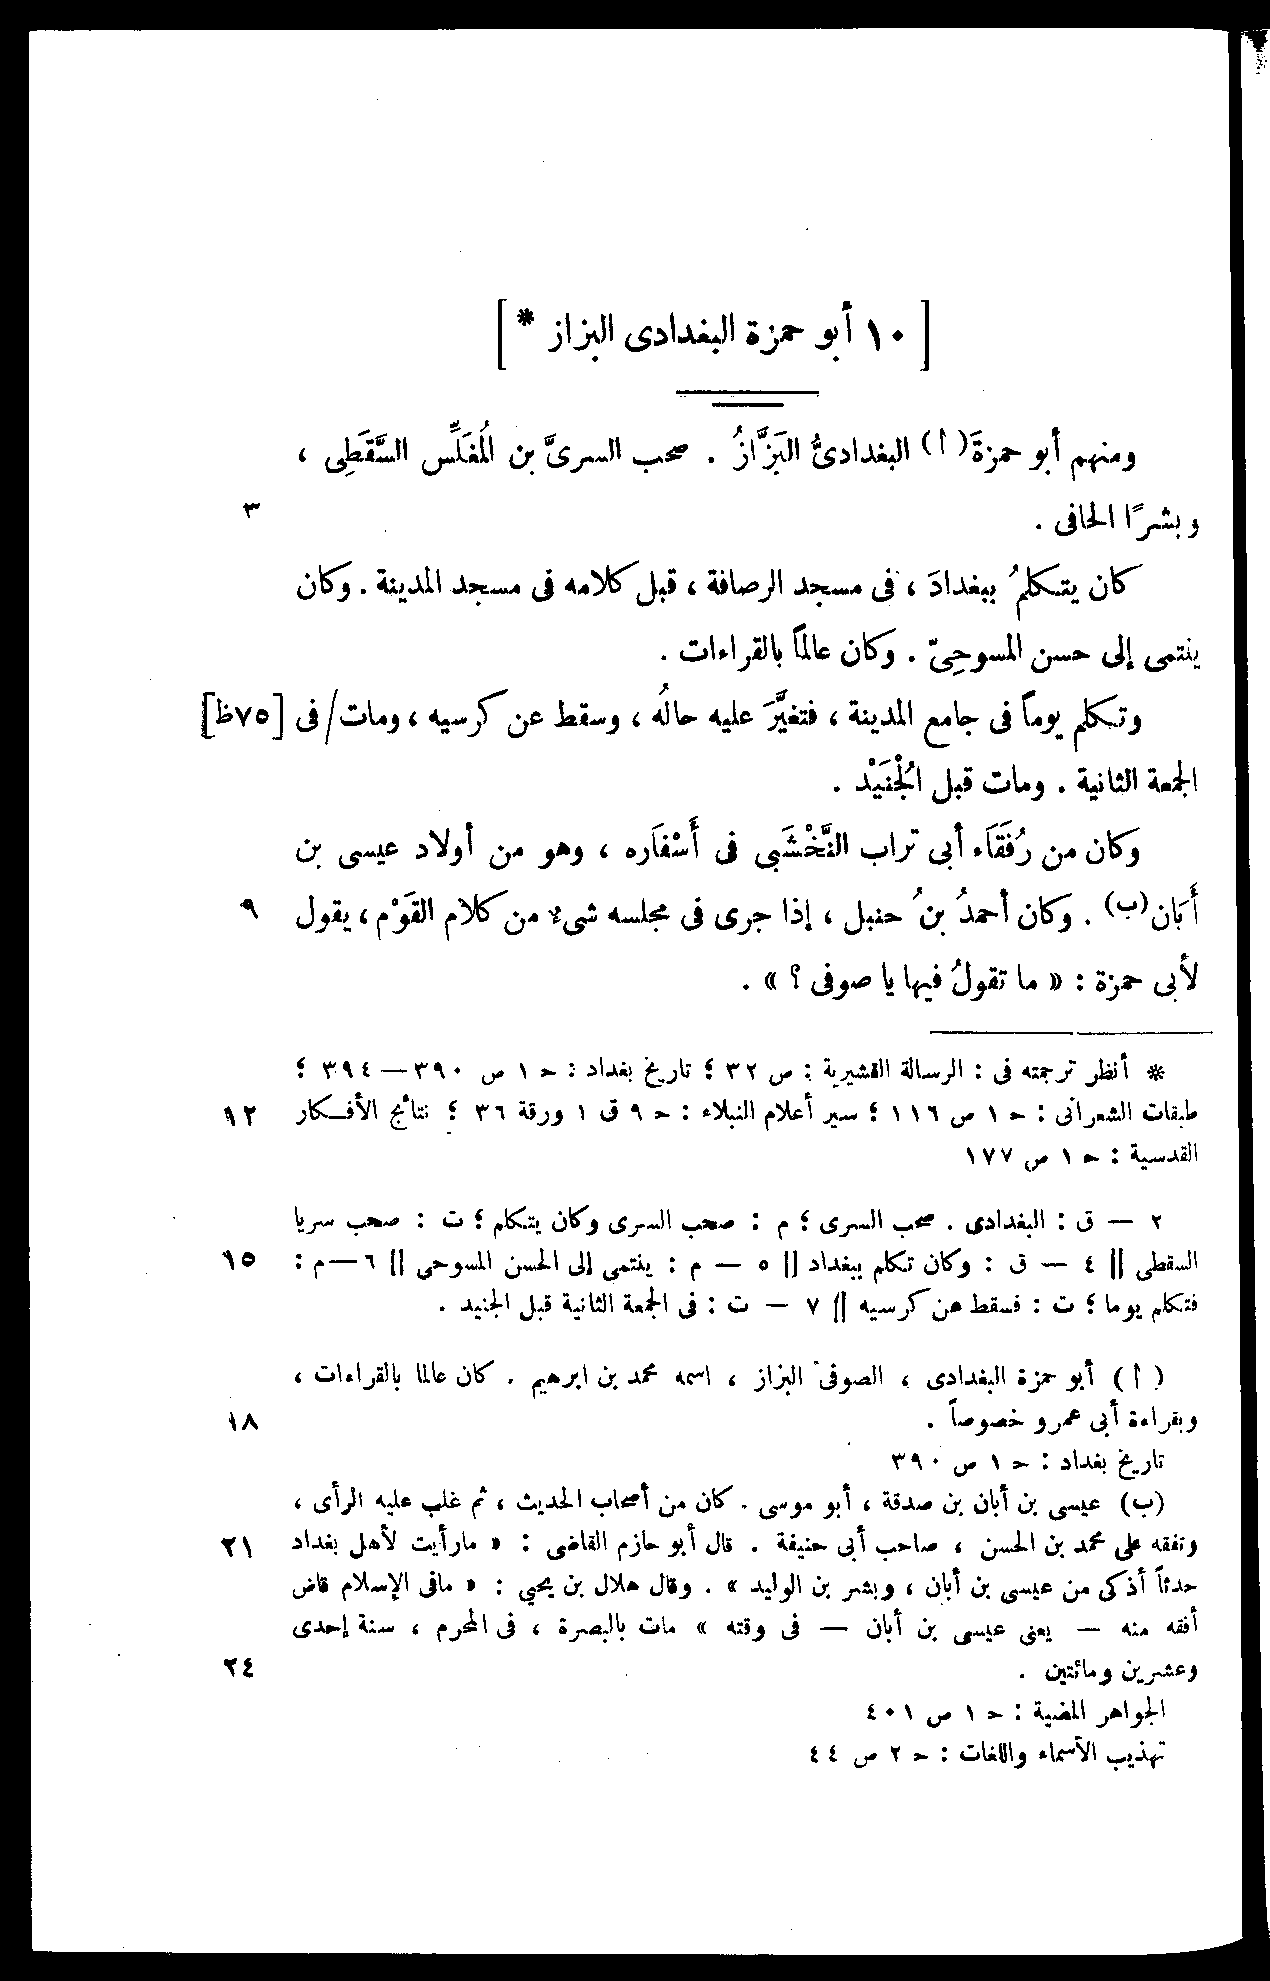 [ ١٠ أبو حمزة البغدادى البزاز * ]
ومنهم أبو حمزةَ(أ) البغدادىُّ البَزَّازُ . صحب السرىَّ بن المُغَلِّس السَّقَطِى ،
وبشرًا الحافى . ٣
كان يتكلمُ ببغدادَ ، فى مسجد الرصافة ، قبل كلامه فى مسجد المدينة . وكان
ينتمى إلى حسن المسوحِىّ . وكان عالماً بالقراءات .
وتكلم يوماً فى جامع المدينة ، فتغيَّرَ عليه حالُه ، وسقط عن كرسيه ، ومات/ فى [٧٥ظ]
الجمعة الثانية . ومات قبل الْجُنَيْد .
وكان من رُفَقَاء أبى تراب النَّخْشَبى فى أَسْفَاره ، وهو من أولاد عيسى بن
أَبَان(ب) . وكان أحمدُ بنُ حنبل ، إذا جرى فى مجلسه شىء من كلام القَوْم ، يقول ٩
لأبى حمزة : « ما تقولُ فيها يا صوفى ؟ » .
* أنظر ترجمته فى : الرسالة القشيرية : ص ٣٢ ؛ تاريخ بغداد : حـ ١ ص ٣٩٠ — ٣٩٤ ؛
طبقات الشعرانى : حـ ١ ص ١١٦ ؛ سير أعلام النبلاء : حـ ٩ ق ١ ورقة ٣٦ ؛ نتائج الأفكار ١٢
القدسية : حـ ١ ص ١٧٧
٢ — ق : البغدادى . صحب السرى ؛ م : صحب السرى وكان يتكلم ؛ ت : صحب سريا
السقطى || ٤ — ق : وكان تكلم ببغداد || ٥ — م : ينتمى إلى الحسن المسوحى || ٦ — م : ١٥
فتكلم يوما ؛ ت : فسقط عن كرسيه || ٧ — ت : فى الجمعة الثانية قبل الجنيد .
( أ ) أبو حمزة البغدادى ، الصوفى البزاز ، اسمه محمد بن ابرهيم . كان عالما بالقراءات ،
وبقراءة أبى عمرو خصوصاً . ١٨
تاريخ بغداد : حـ ١ ص ٣٩٠
(ب) عيسى بن أبان بن صدقة ، أبو موسى . كان من أصحاب الحديث ، ثم غلب عليه الرأى ،
وتفقه على محمد بن الحسن ، صاحب أبى حنيفة . قال أبو حازم القاضى : « مارأيت لأهل بغداد ٢١
حدثاً أذكى من عيسى بن أبان ، وبشر بن الوليد » . وقال هلال بن يحيى : « مافى الإسلام قاض
أفقه منه — يعنى عيسى بن أبان — فى وقته » مات بالبصرة ، فى المحرم ، سنة إحدى
وعشرين ومائتين . ٢٤
الجواهر المضية : حـ ١ ص ٤٠١
تهذيب الأسماء واللغات : حـ ٢ ص ٤٤